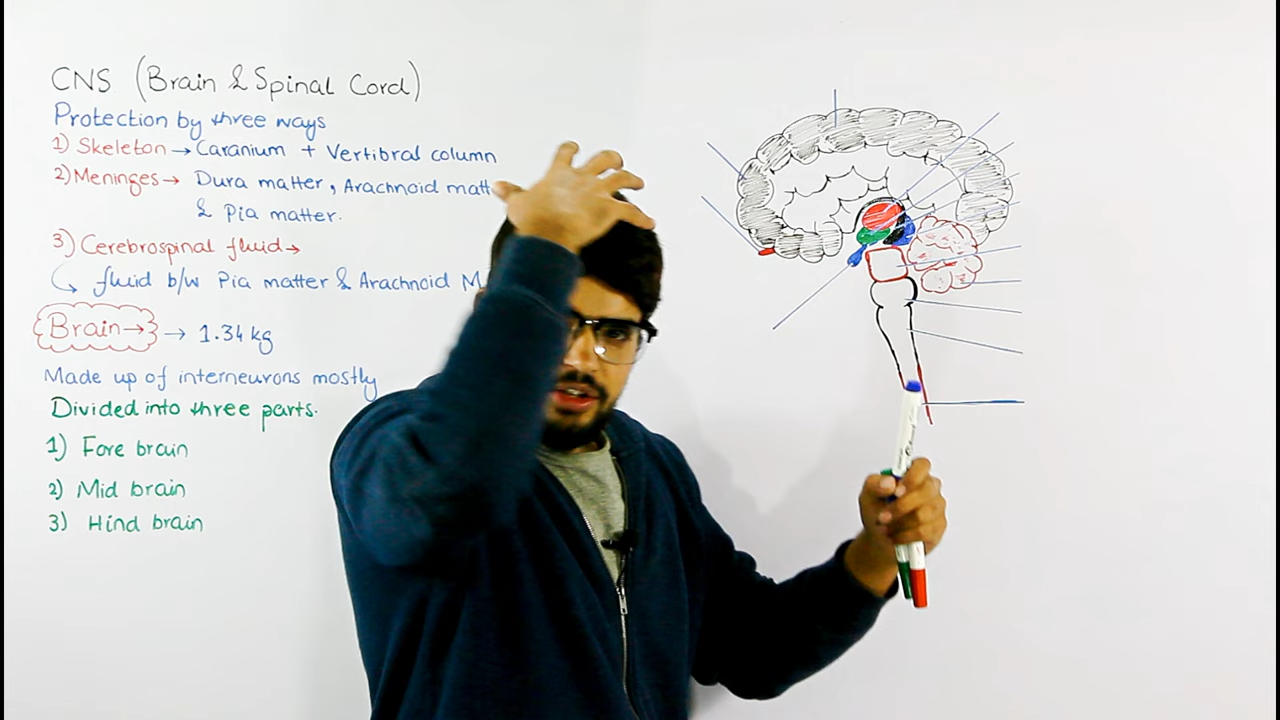 CNS (Brain & Spinal Cord)
Protection by three ways
1) Skeleton → Caranium + Vertibral column
2) Meninges → Dura matter, Arachnoid matt
& Pia matter.
3) Cerebrospinal fluid →
fluid b/w Pia matter & Arachnoid M
Brain → → 1.34 kg
Made up of interneurons mostly
Divided into three parts.
1) Fore brain
2) Mid brain
3) Hind brain